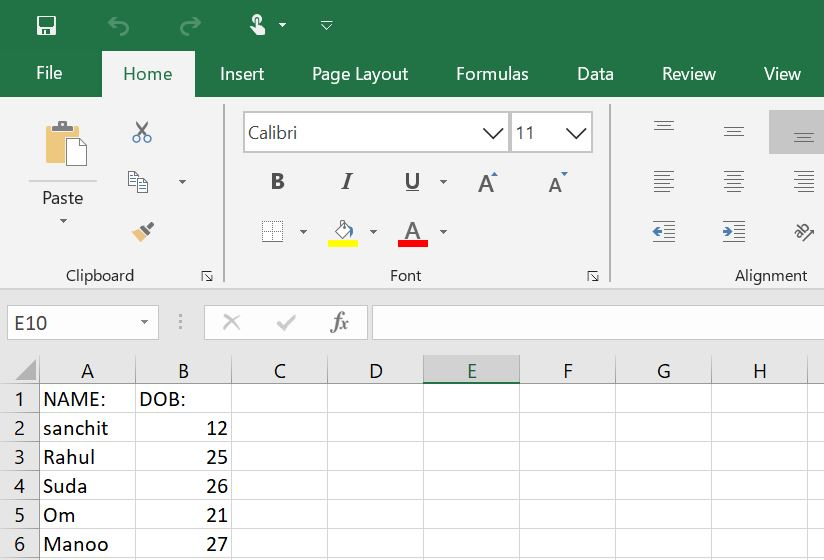 File Home Insert Page Layout Formulas Data Review View
Calibri 11
Paste B I U A A
A
Clipboard Font Alignment
E10 fx
A B C D E F G H
1 NAME: DOB:
2 sanchit 12
3 Rahul 25
4 Suda 26
5 Om 21
6 Manoo 27